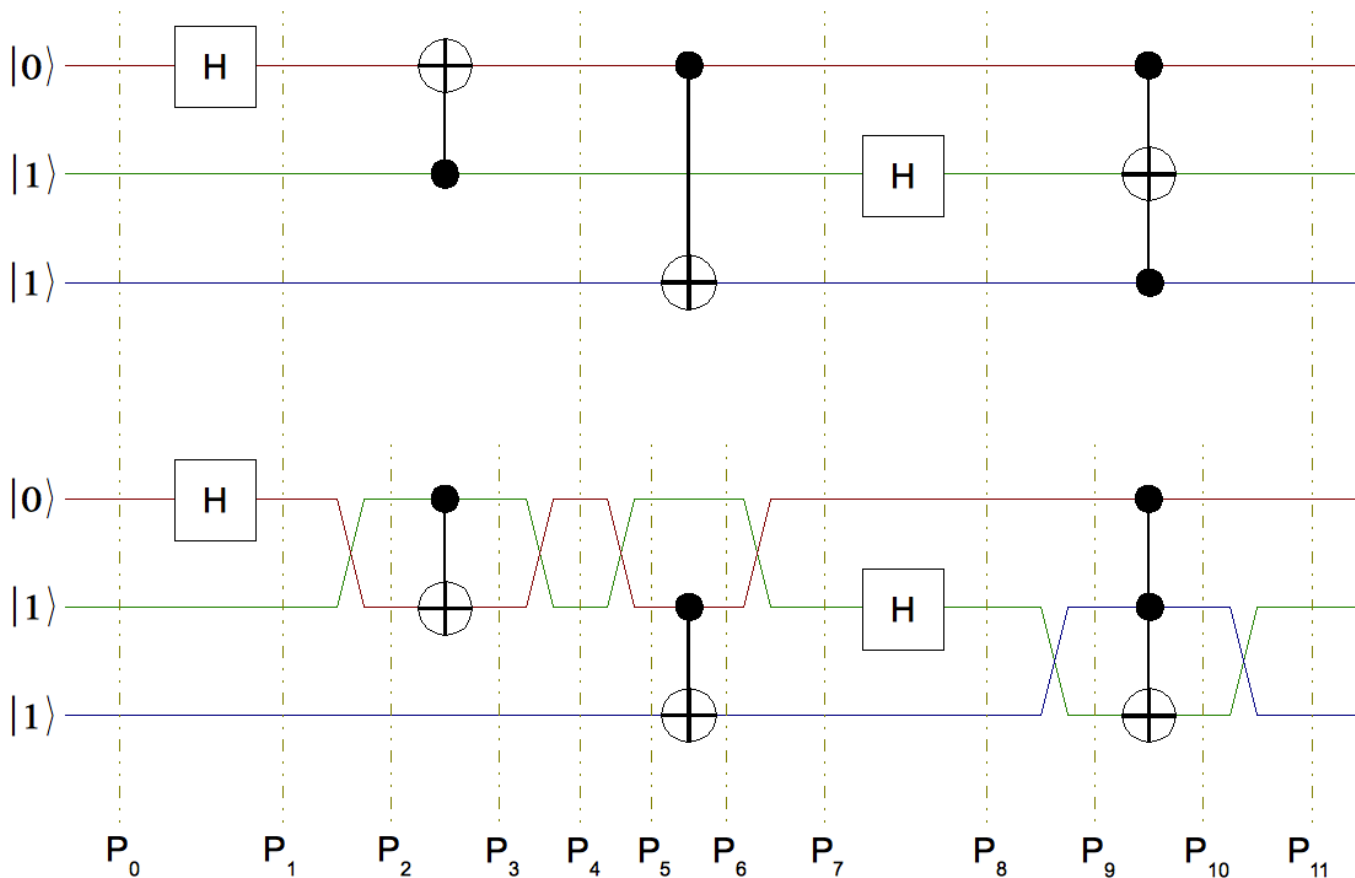 |0⟩ H
|1⟩ H
|1⟩
|0⟩ H
|1⟩ H
|1⟩
P₀ P₁ P₂ P₃ P₄ P₅ P₆ P₇ P₈ P₉ P₁₀ P₁₁